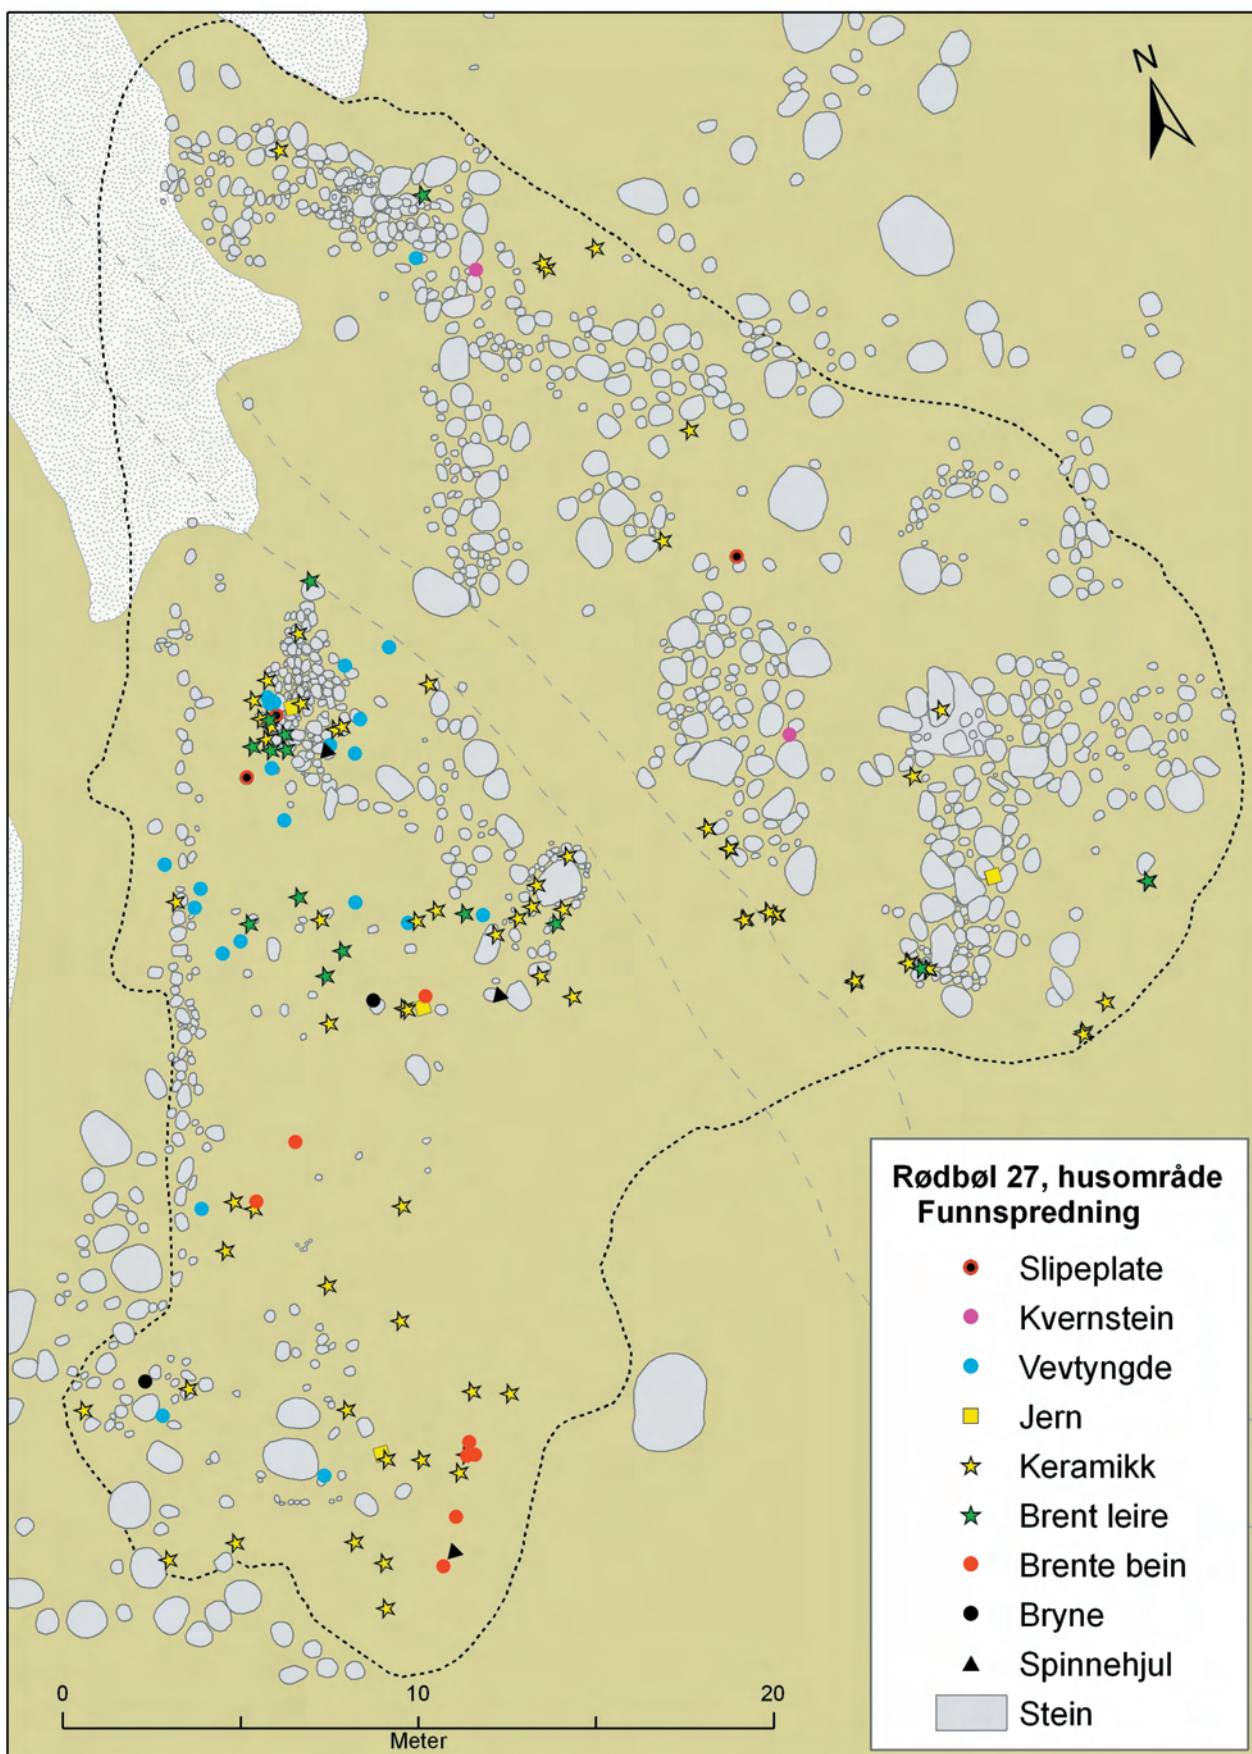 N
Rødbøl 27, husområde
Funnspredning
Slipeplate
Kvernstein
Vevtyngde
Jern
Keramikk
Brent leire
Brente bein
Bryne
Spinnehjul
Stein
0 10 20
Meter